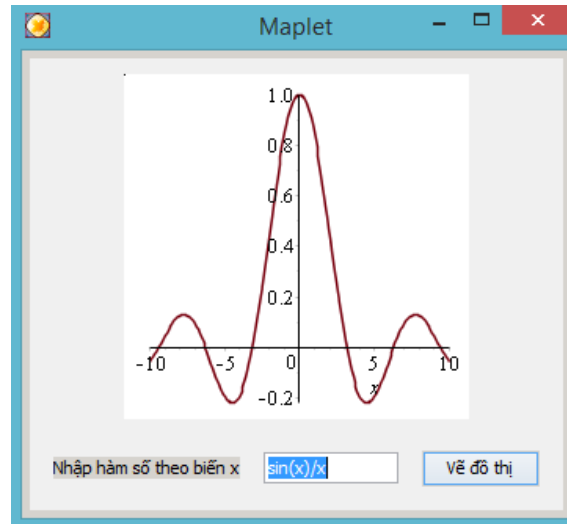 Maplet
1.0
0.8
0.6
0.4
0.2
-10 -5 0 5 10
x
-0.2
Nhập hàm số theo biến x sin(x)/x Vẽ đồ thị